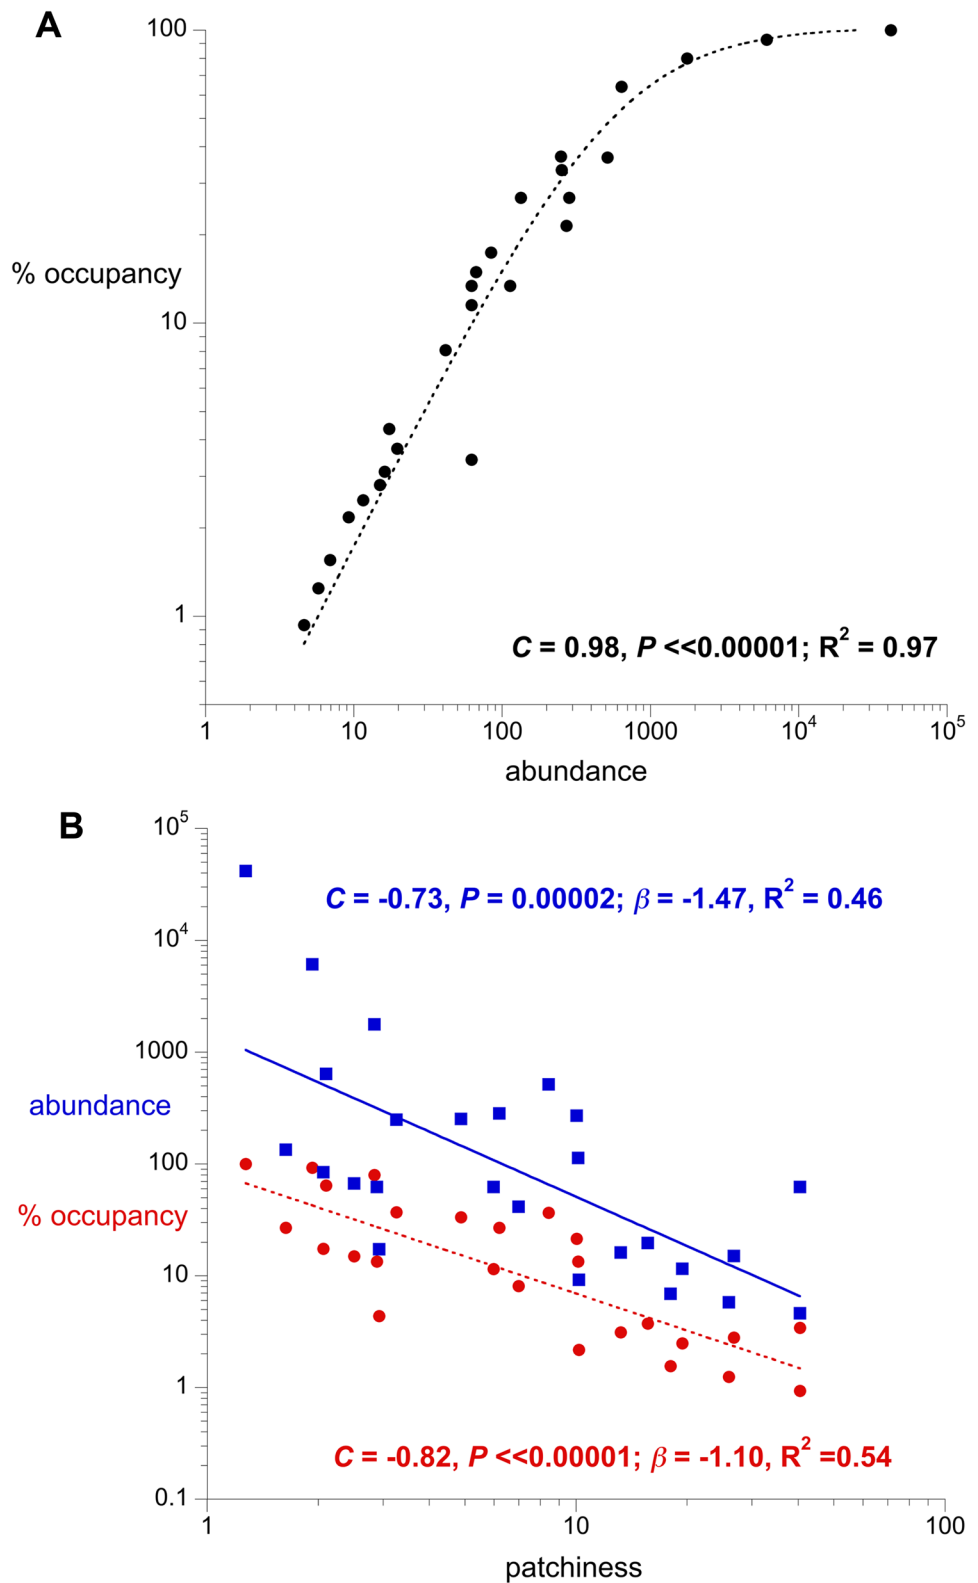 A
100
% occupancy
10
1
C = 0.98, P <<0.00001; R² = 0.97
1 10 100 1000 10⁴ 10⁵
abundance
B
10⁵
C = -0.73, P = 0.00002; β = -1.47, R² = 0.46
10⁴
1000
abundance
100
% occupancy
10
1
C = -0.82, P <<0.00001; β = -1.10, R² =0.54
0.1
1 10 100
patchiness